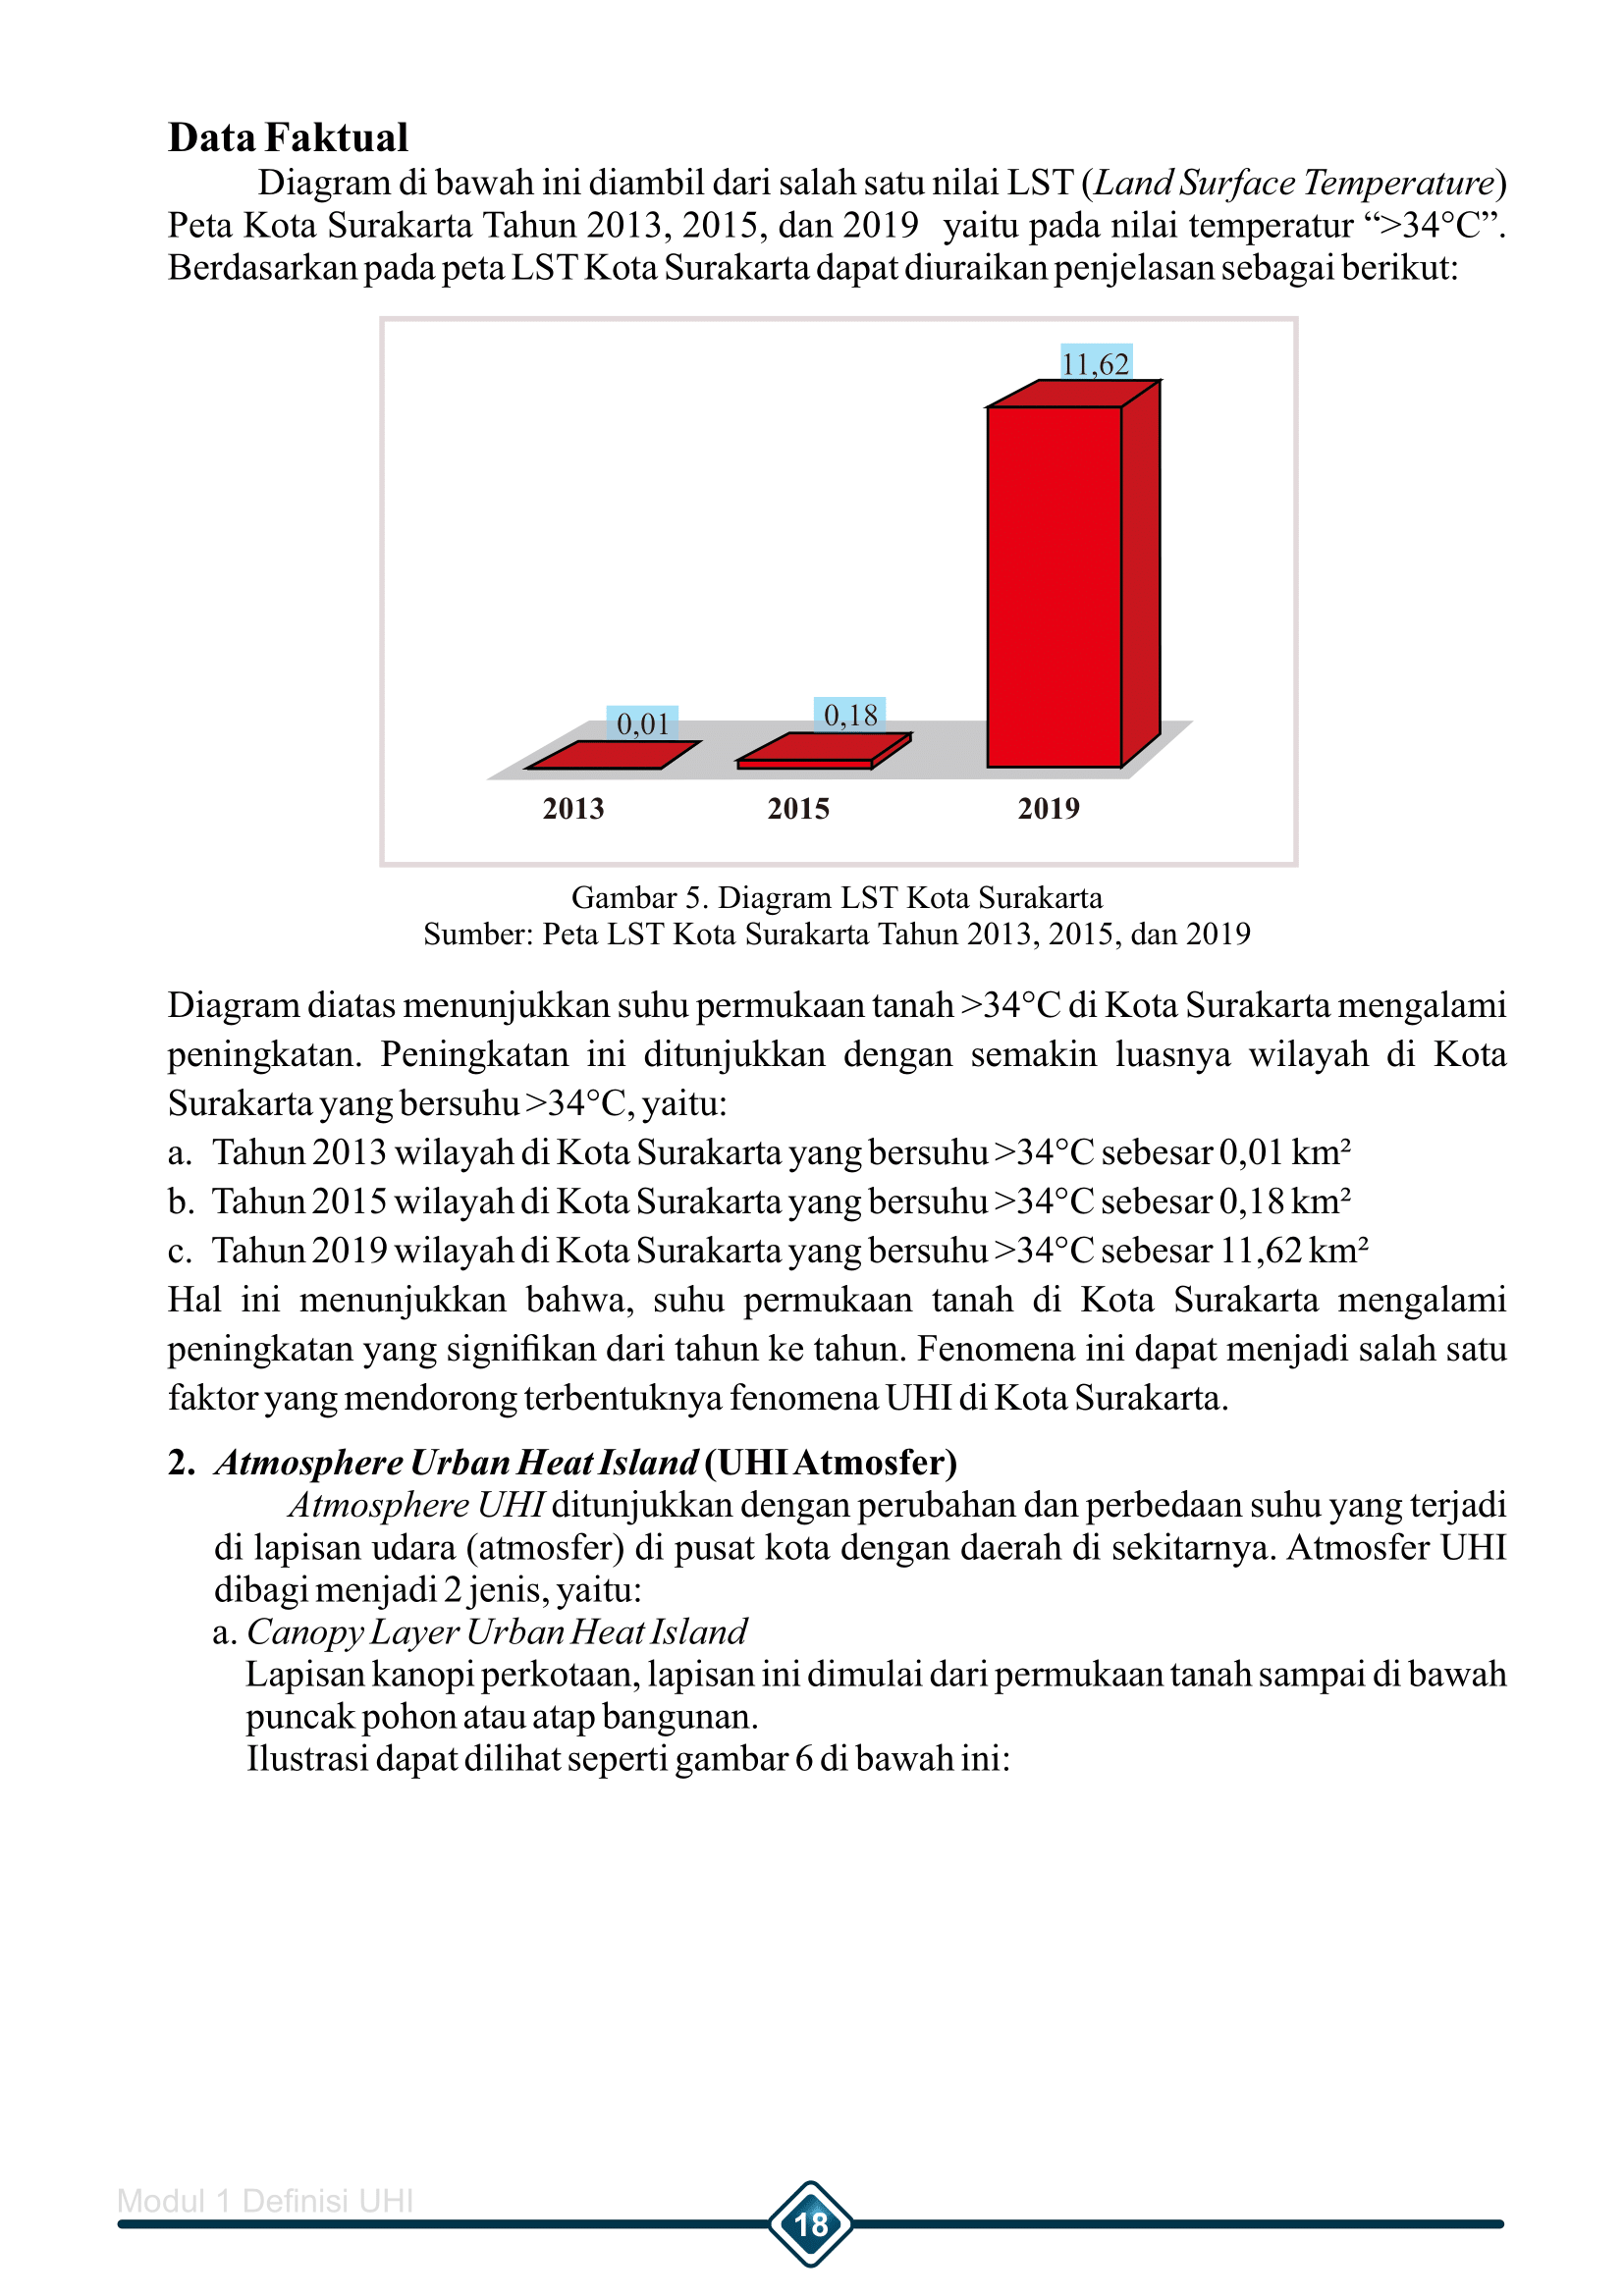 Data Faktual
Diagram di bawah ini diambil dari salah satu nilai LST (Land Surface Temperature)
Peta Kota Surakarta Tahun 2013, 2015, dan 2019 yaitu pada nilai temperatur “>34°C”.
Berdasarkan pada peta LST Kota Surakarta dapat diuraikan penjelasan sebagai berikut:
11,62
0,01
0,18
2013
2015
2019
Gambar 5. Diagram LST Kota Surakarta
Sumber: Peta LST Kota Surakarta Tahun 2013, 2015, dan 2019
Diagram diatas menunjukkan suhu permukaan tanah >34°C di Kota Surakarta mengalami
peningkatan. Peningkatan ini ditunjukkan dengan semakin luasnya wilayah di Kota
Surakarta yang bersuhu >34°C, yaitu:
a. Tahun 2013 wilayah di Kota Surakarta yang bersuhu >34°C sebesar 0,01 km²
b. Tahun 2015 wilayah di Kota Surakarta yang bersuhu >34°C sebesar 0,18 km²
c. Tahun 2019 wilayah di Kota Surakarta yang bersuhu >34°C sebesar 11,62 km²
Hal ini menunjukkan bahwa, suhu permukaan tanah di Kota Surakarta mengalami
peningkatan yang signifikan dari tahun ke tahun. Fenomena ini dapat menjadi salah satu
faktor yang mendorong terbentuknya fenomena UHI di Kota Surakarta.
2. Atmosphere Urban Heat Island (UHI Atmosfer)
Atmosphere UHI ditunjukkan dengan perubahan dan perbedaan suhu yang terjadi
di lapisan udara (atmosfer) di pusat kota dengan daerah di sekitarnya. Atmosfer UHI
dibagi menjadi 2 jenis, yaitu:
a. Canopy Layer Urban Heat Island
Lapisan kanopi perkotaan, lapisan ini dimulai dari permukaan tanah sampai di bawah
puncak pohon atau atap bangunan.
Ilustrasi dapat dilihat seperti gambar 6 di bawah ini:
Modul 1 Definisi UHI
18